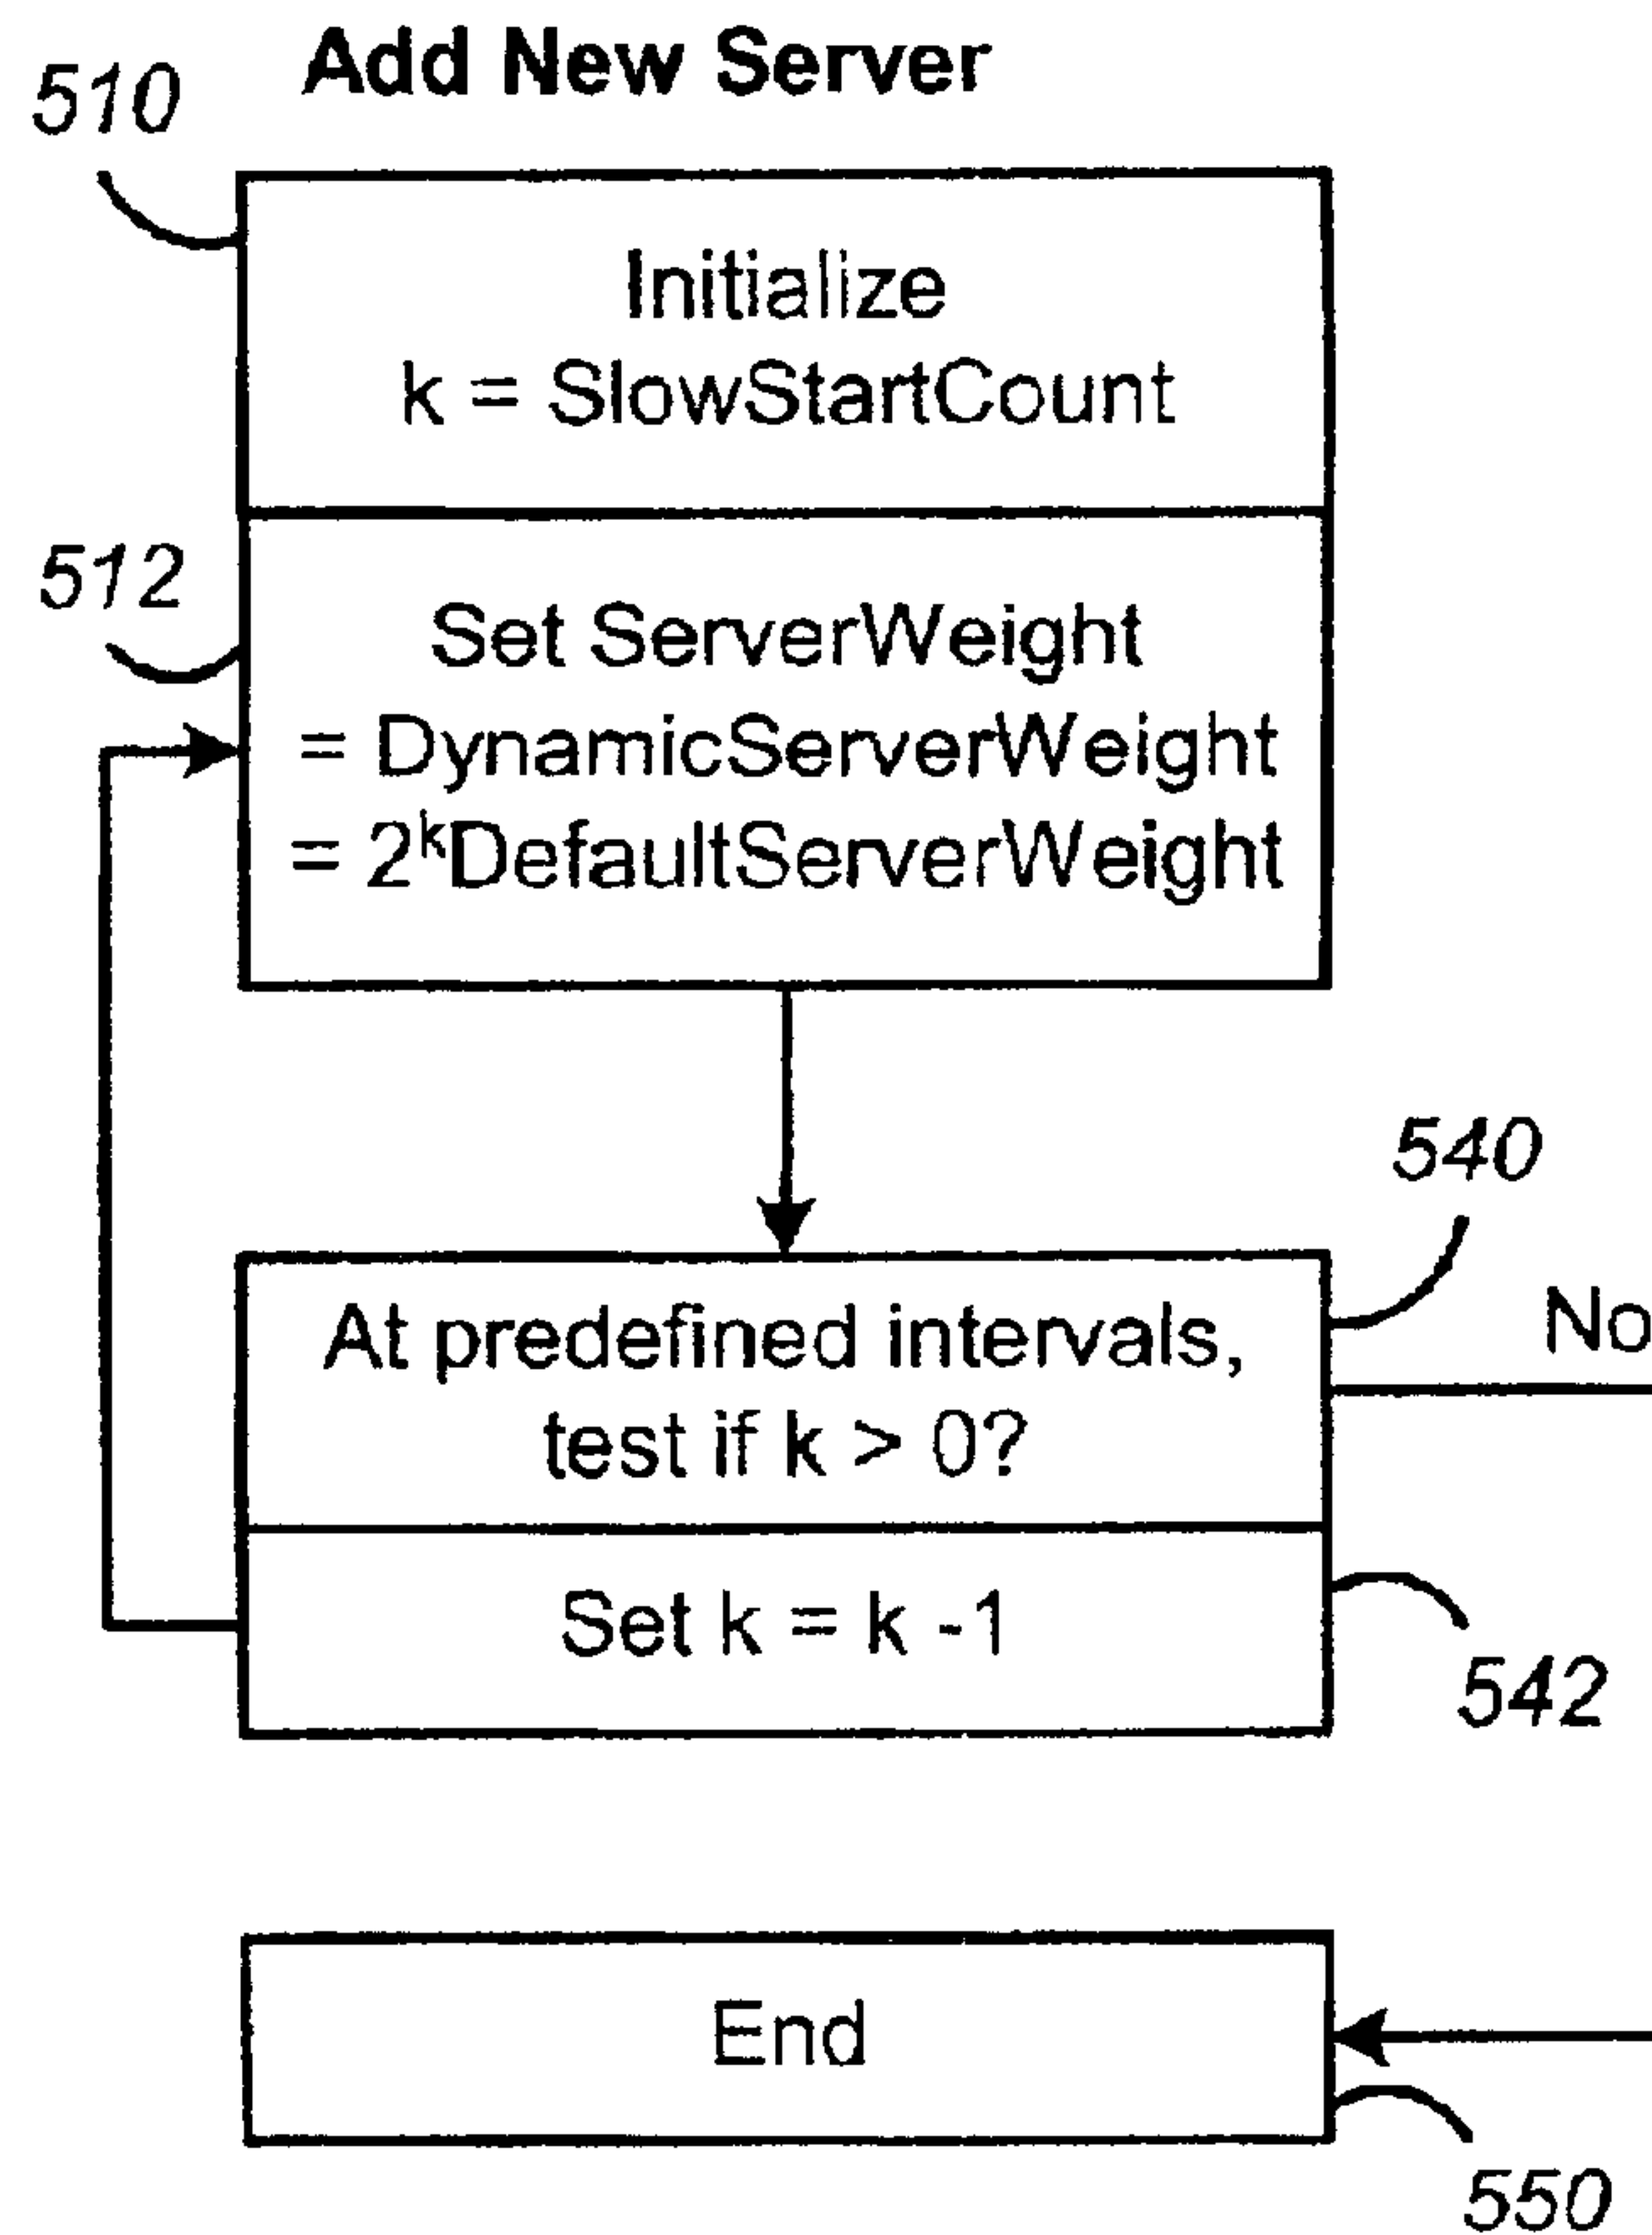 Add New Server
510
Initialize
k = SlowStartCount
512
Set ServerWeight
= DynamicServerWeight
= 2^kDefaultServerWeight
540
At predefined intervals,
test if k > 0?
No
Set k = k -1
542
End
550